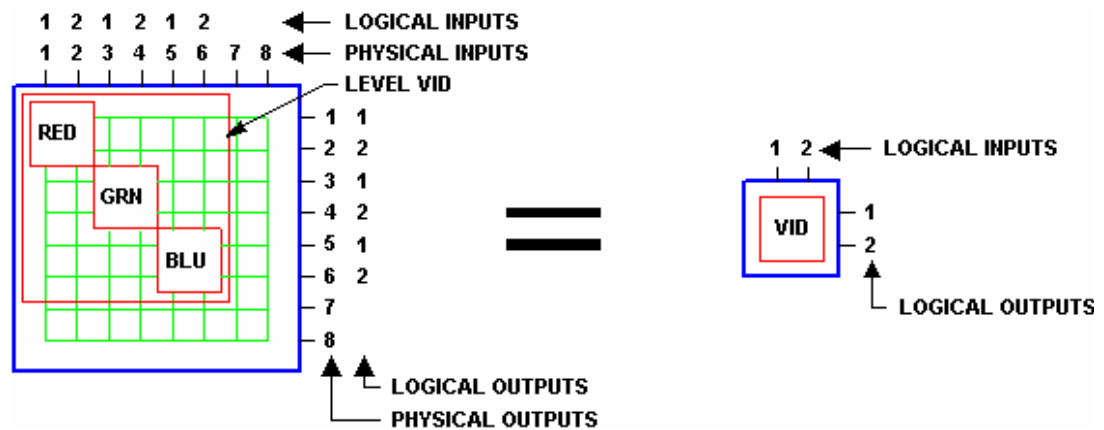 1 2 1 2 1 2 LOGICAL INPUTS
1 2 3 4 5 6 7 8 PHYSICAL INPUTS
LEVEL VID
RED
GRN
BLU
1 1
2 2
3 1
4 2
5 1
6 2
7
8
LOGICAL OUTPUTS
PHYSICAL OUTPUTS
1 2 LOGICAL INPUTS
VID
1
2
LOGICAL OUTPUTS